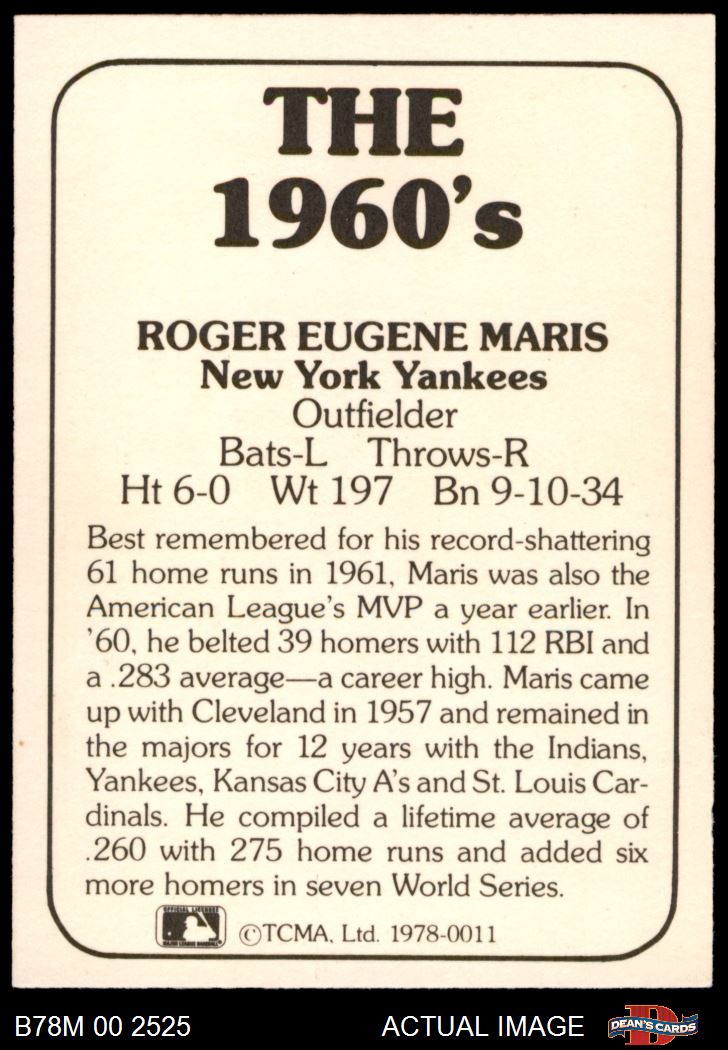 THE
1960's
ROGER EUGENE MARIS
New York Yankees
Outfielder
Bats-L Throws-R
Ht 6-0 Wt 197 Bn 9-10-34
Best remembered for his record-shattering
61 home runs in 1961, Maris was also the
American League's MVP a year earlier. In
'60, he belted 39 homers with 112 RBI and
a .283 average—a career high. Maris came
up with Cleveland in 1957 and remained in
the majors for 12 years with the Indians,
Yankees, Kansas City A's and St. Louis Car-
dinals. He compiled a lifetime average of
.260 with 275 home runs and added six
more homers in seven World Series.
OFFICIAL LICENSEE
MAJOR LEAGUE BASEBALL
©TCMA, Ltd. 1978-0011
B78M 00 2525 ACTUAL IMAGE
DEAN'S CARDS